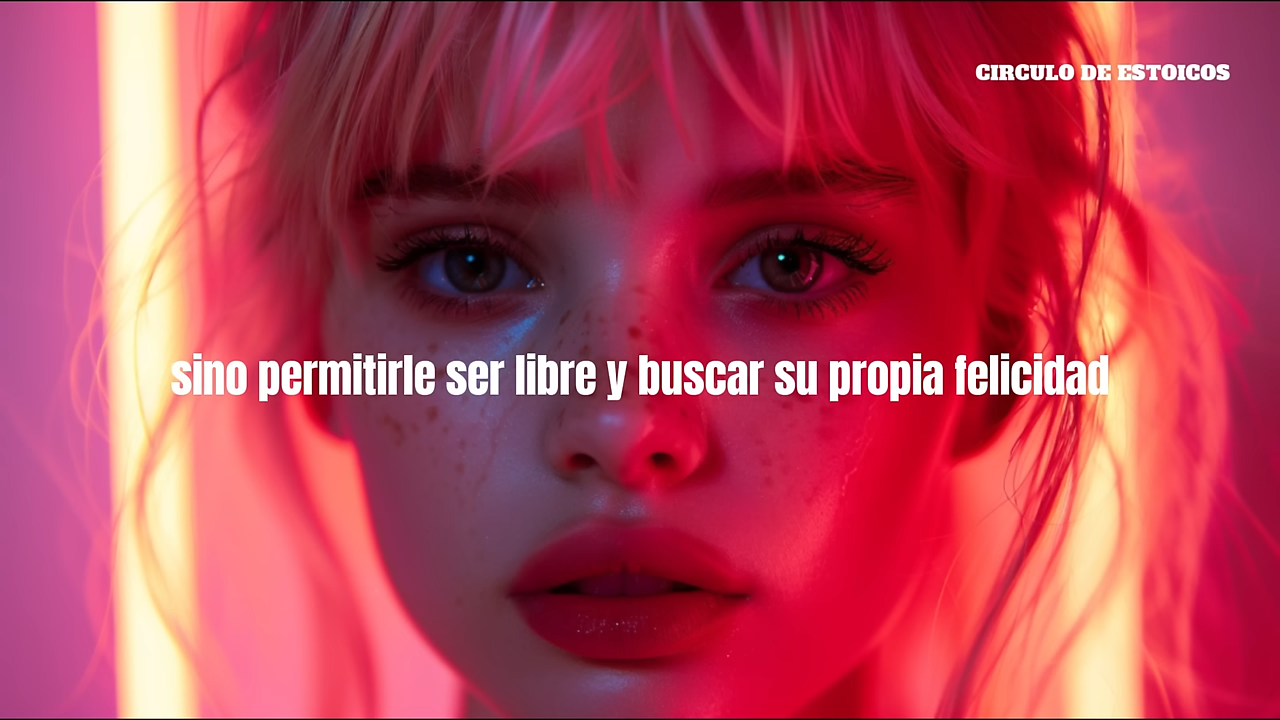 CIRCULO DE ESTOICOS
sino permitirle ser libre y buscar su propia felicidad